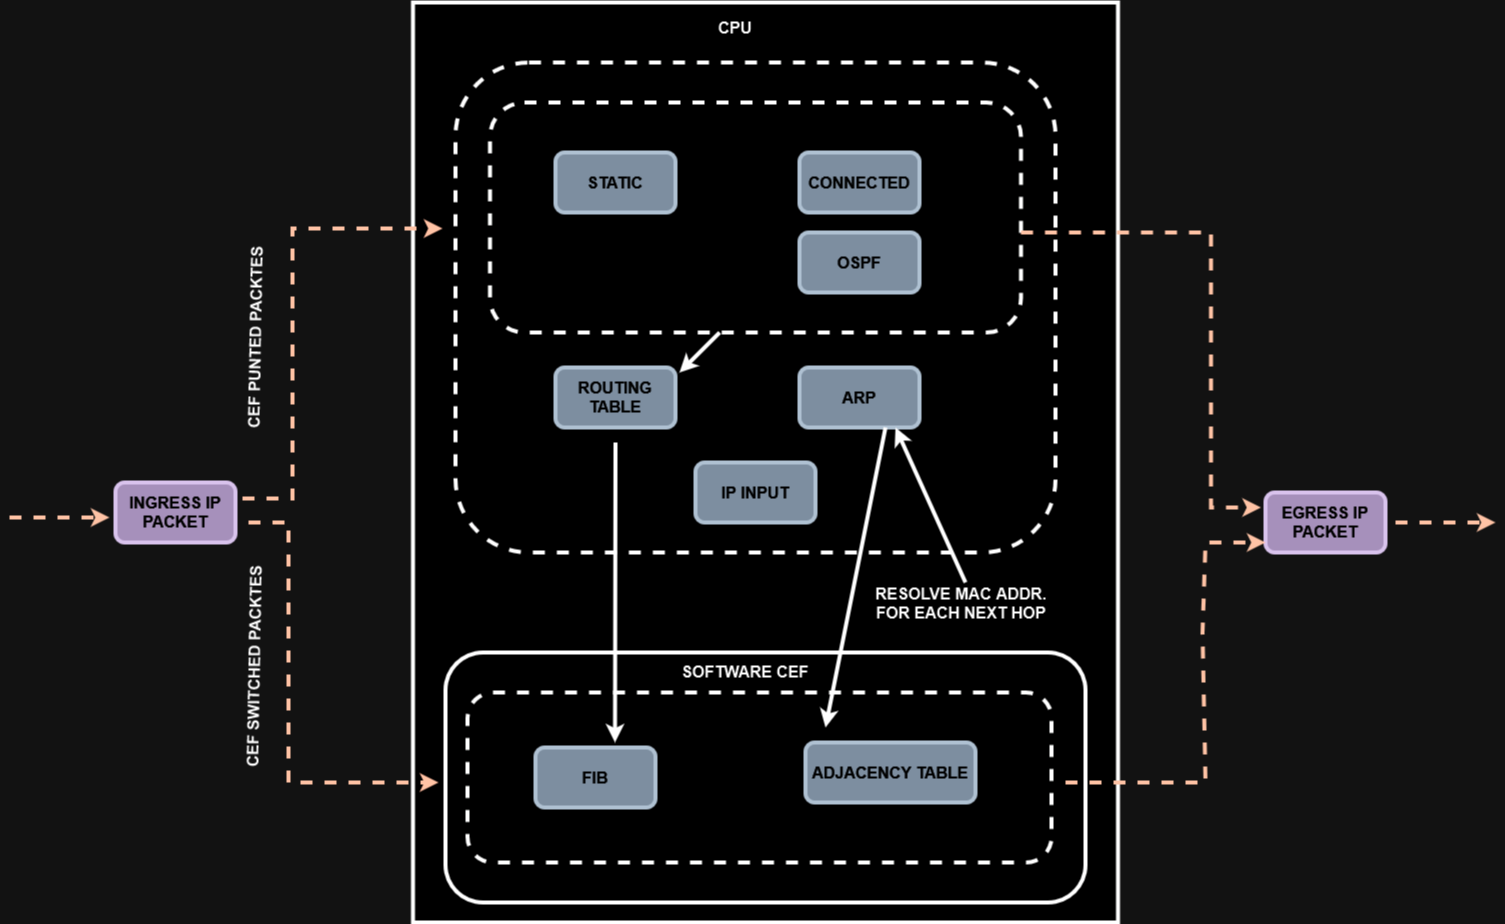 CPU
STATIC
CONNECTED
OSPF
CEF PUNTED PACKTES
ROUTING
TABLE
ARP
IP INPUT
INGRESS IP
PACKET
EGRESS IP
PACKET
RESOLVE MAC ADDR.
FOR EACH NEXT HOP
CEF SWITCHED PACKTES
SOFTWARE CEF
FIB
ADJACENCY TABLE